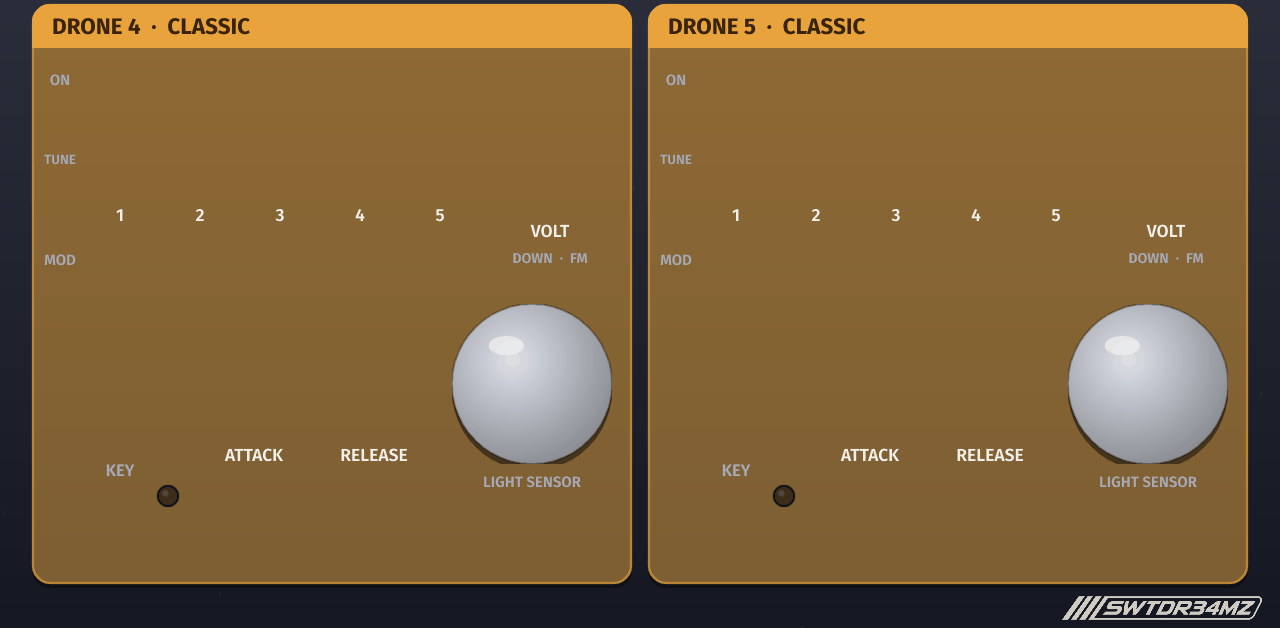 DRONE 4 · CLASSIC
ON
TUNE
1 2 3 4 5
VOLT
DOWN · FM
MOD
ATTACK RELEASE
KEY
LIGHT SENSOR
DRONE 5 · CLASSIC
ON
TUNE
1 2 3 4 5
VOLT
DOWN · FM
MOD
ATTACK RELEASE
KEY
LIGHT SENSOR
SWTDR34MZ